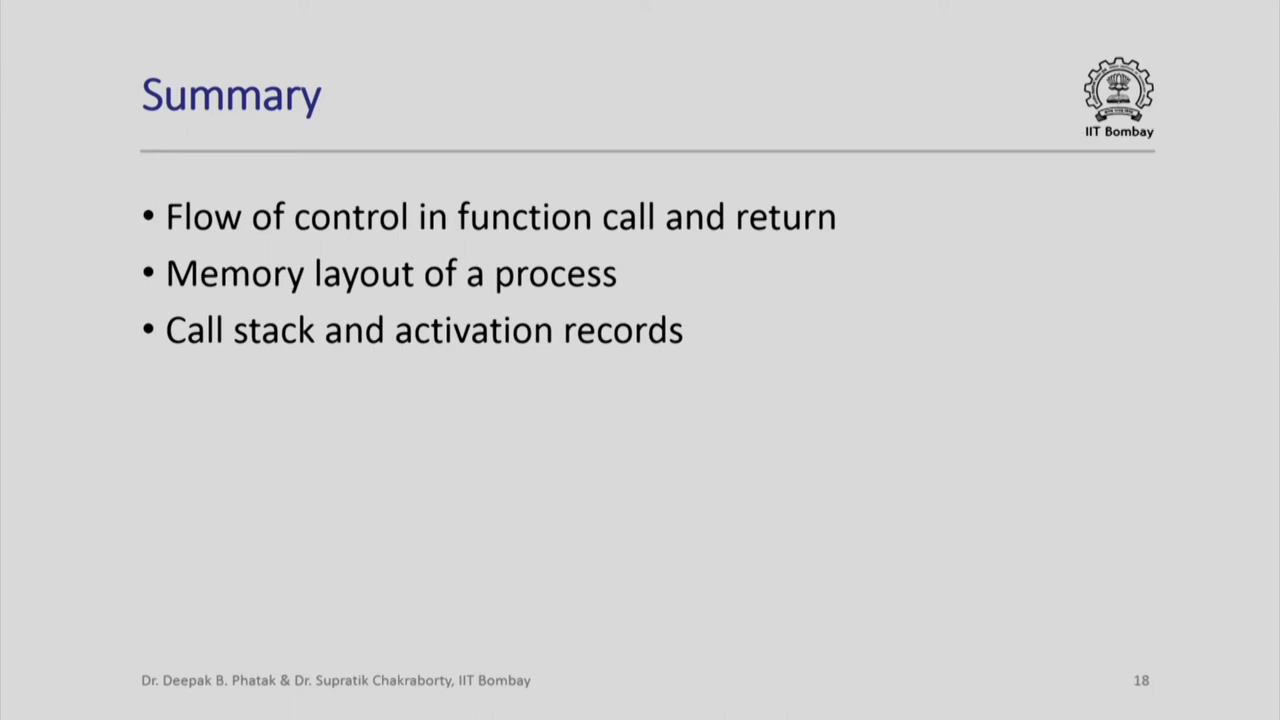 Summary
IIT Bombay
• Flow of control in function call and return
• Memory layout of a process
• Call stack and activation records
Dr. Deepak B. Phatak & Dr. Supratik Chakraborty, IIT Bombay
18